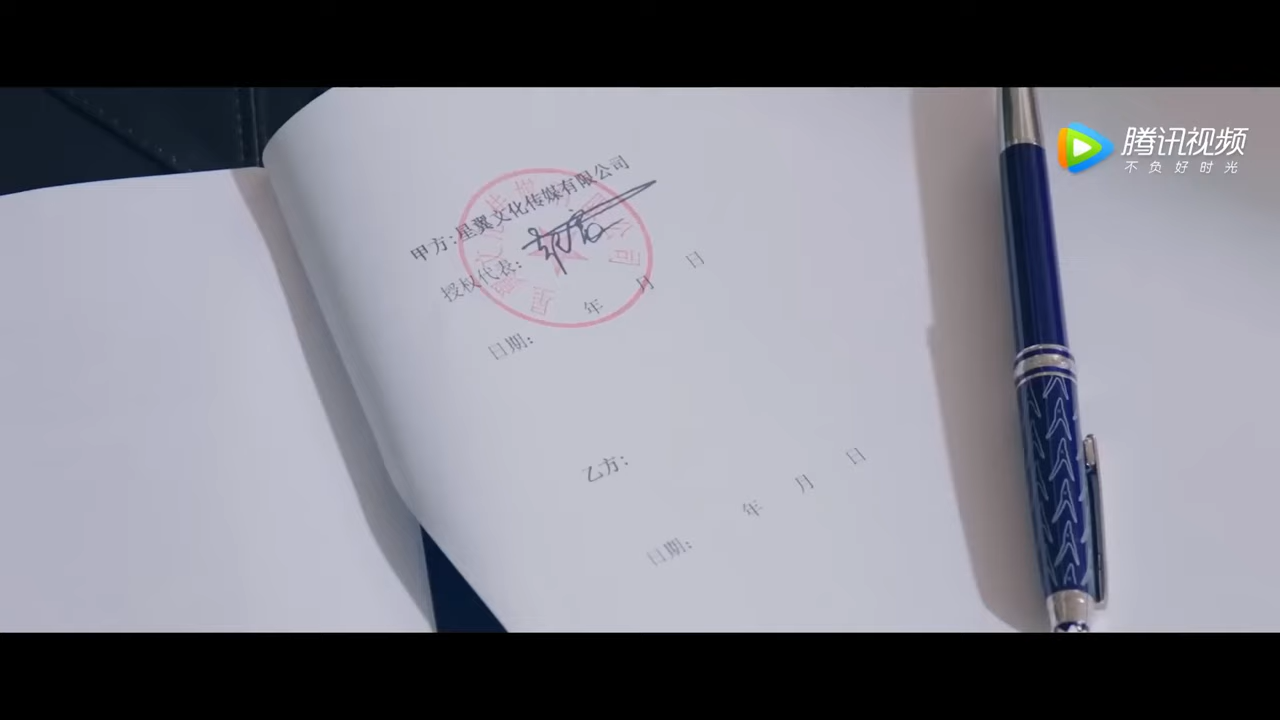 腾讯视频
不负好时光
甲方:星翼文化传媒有限公司
授权代表:
日期: 年 月 日
乙方:
日期: 年 月 日